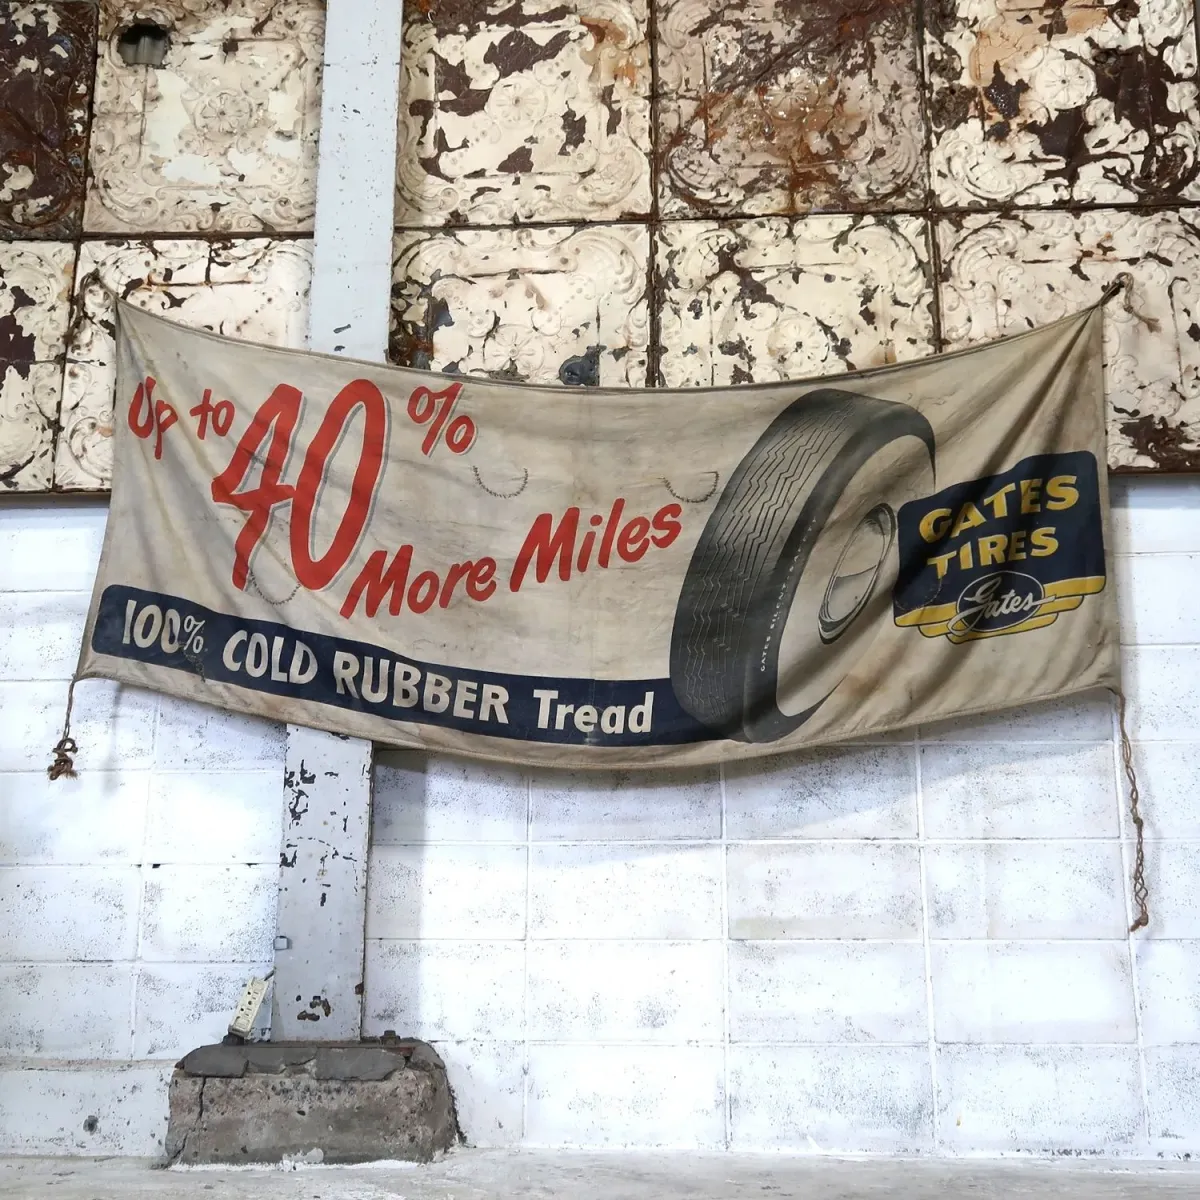 Up to 40%
More Miles
100% COLD RUBBER Tread
GATES
TIRES
Gates